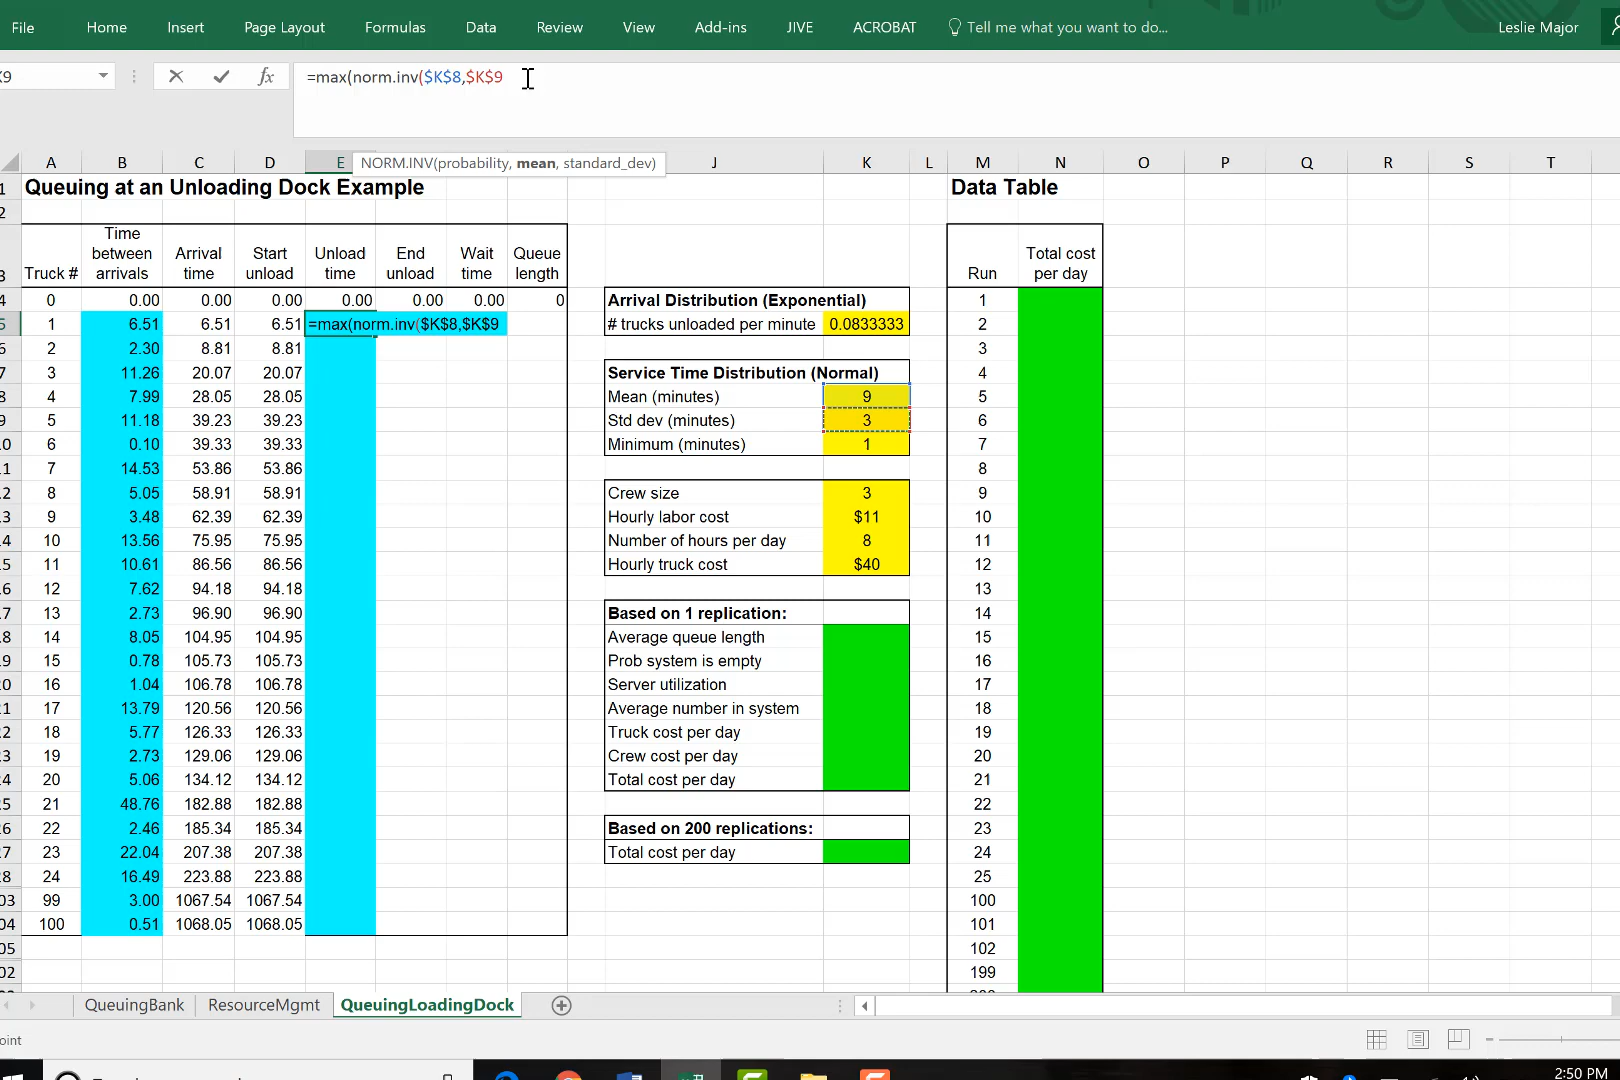 File Home Insert Page Layout Formulas Data Review View Add-ins JIVE ACROBAT Tell me what you want to do... Leslie Major
=max(norm.inv($K$8,$K$9
A B C D E NORM.INV(probability, mean, standard_dev) J K L M N O P Q R S T
Queuing at an Unloading Dock Example Data Table
Time
between Arrival Start Unload End Wait Queue Total cost
Truck # arrivals time unload time unload time length Run per day
0 0.00 0.00 0.00 0.00 0.00 0.00 0 Arrival Distribution (Exponential) 1
1 6.51 6.51 6.51 =max(norm.inv($K$8,$K$9 # trucks unloaded per minute 0.0833333 2
2 2.30 8.81 8.81 3
3 11.26 20.07 20.07 Service Time Distribution (Normal) 4
4 7.99 28.05 28.05 Mean (minutes) 9 5
5 11.18 39.23 39.23 Std dev (minutes) 3 6
6 0.10 39.33 39.33 Minimum (minutes) 1 7
7 14.53 53.86 53.86 8
8 5.05 58.91 58.91 Crew size 3 9
9 3.48 62.39 62.39 Hourly labor cost $11 10
10 13.56 75.95 75.95 Number of hours per day 8 11
11 10.61 86.56 86.56 Hourly truck cost $40 12
12 7.62 94.18 94.18 13
13 2.73 96.90 96.90 Based on 1 replication: 14
14 8.05 104.95 104.95 Average queue length 15
15 0.78 105.73 105.73 Prob system is empty 16
16 1.04 106.78 106.78 Server utilization 17
17 13.79 120.56 120.56 Average number in system 18
18 5.77 126.33 126.33 Truck cost per day 19
19 2.73 129.06 129.06 Crew cost per day 20
20 5.06 134.12 134.12 Total cost per day 21
21 48.76 182.88 182.88 22
22 2.46 185.34 185.34 Based on 200 replications: 23
23 22.04 207.38 207.38 Total cost per day 24
24 16.49 223.88 223.88 25
99 3.00 1067.54 1067.54 100
100 0.51 1068.05 1068.05 101
102
199
QueuingBank ResourceMgmt QueuingLoadingDock
2:50 PM